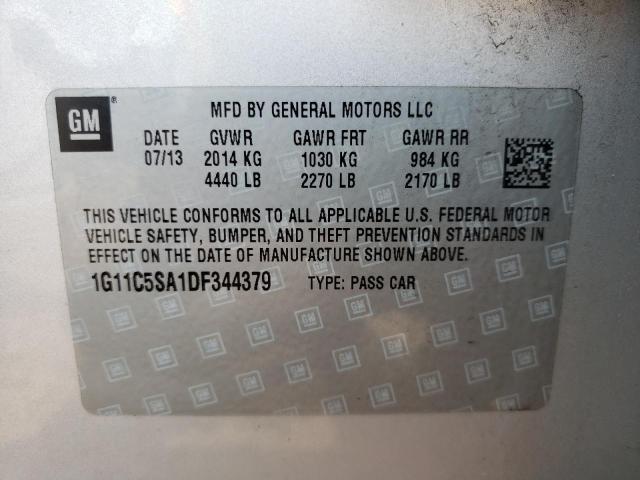 GM® MFD BY GENERAL MOTORS LLC
DATE GVWR GAWR FRT GAWR RR
07/13 2014 KG 1030 KG 984 KG
4440 LB 2270 LB 2170 LB
THIS VEHICLE CONFORMS TO ALL APPLICABLE U.S. FEDERAL MOTOR
VEHICLE SAFETY, BUMPER, AND THEFT PREVENTION STANDARDS IN
EFFECT ON THE DATE OF MANUFACTURE SHOWN ABOVE.
1G11C5SA1DF344379 TYPE: PASS CAR